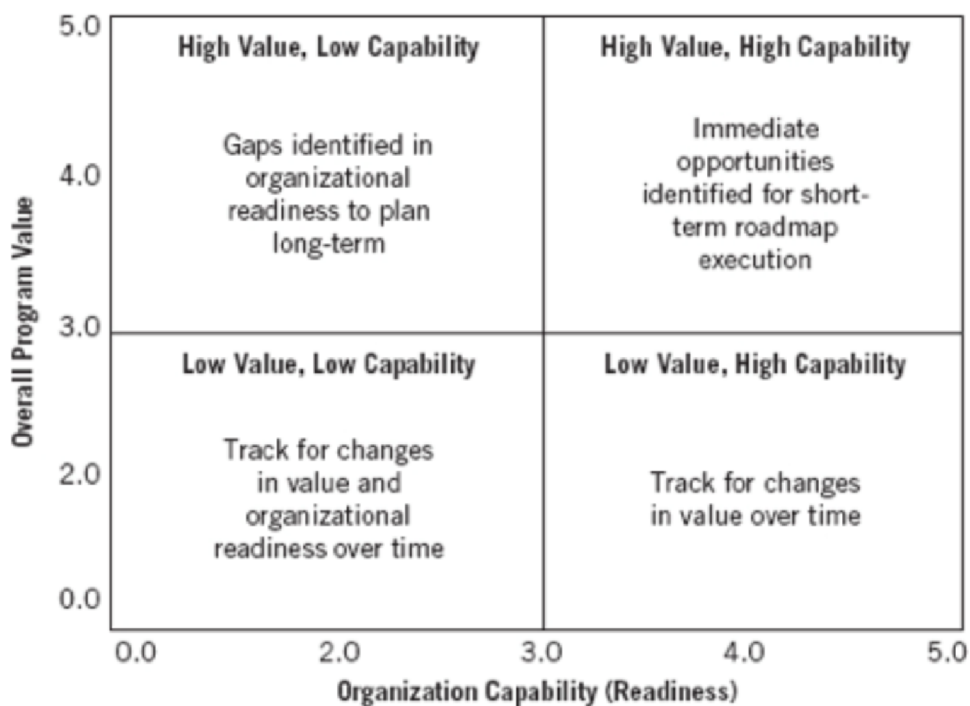 5.0
High Value, Low Capability
High Value, High Capability
Gaps identified in
organizational
readiness to plan
long-term
Immediate
opportunities
identified for short-
term roadmap
execution
4.0
Overall Program Value
3.0
Low Value, Low Capability
Low Value, High Capability
Track for changes
in value and
organizational
readiness over time
Track for changes
in value over time
2.0
0.0
0.0
2.0
3.0
4.0
5.0
Organization Capability (Readiness)